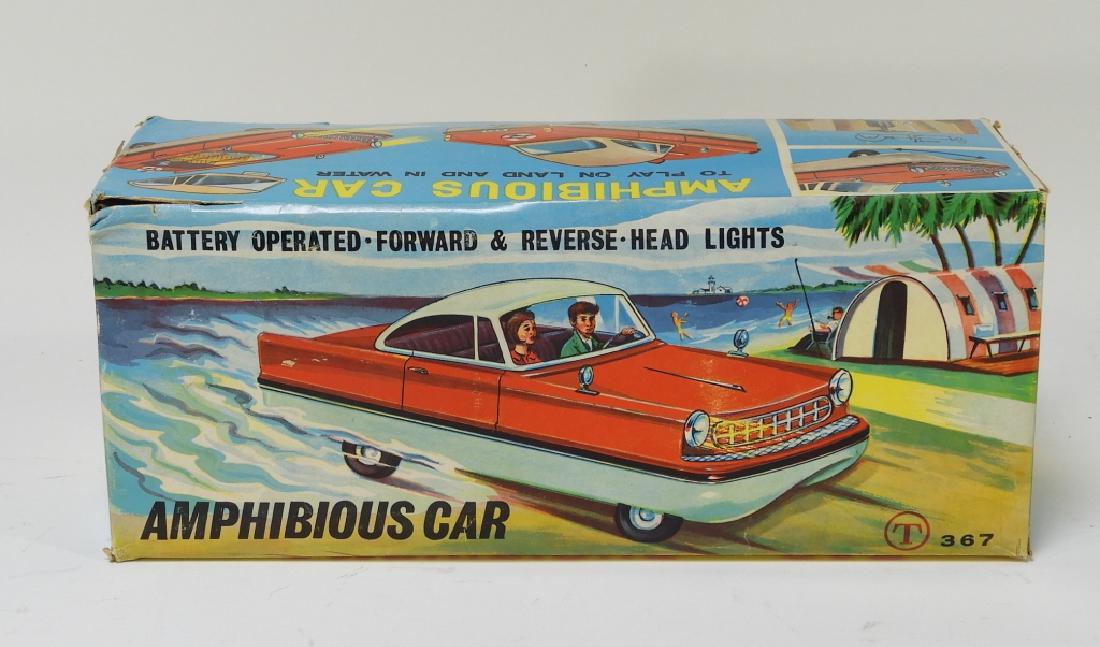 AMPHIBIOUS CAR
TO PLAY ON LAND AND IN WATER
BATTERY OPERATED·FORWARD & REVERSE·HEAD LIGHTS
AMPHIBIOUS CAR
T 367